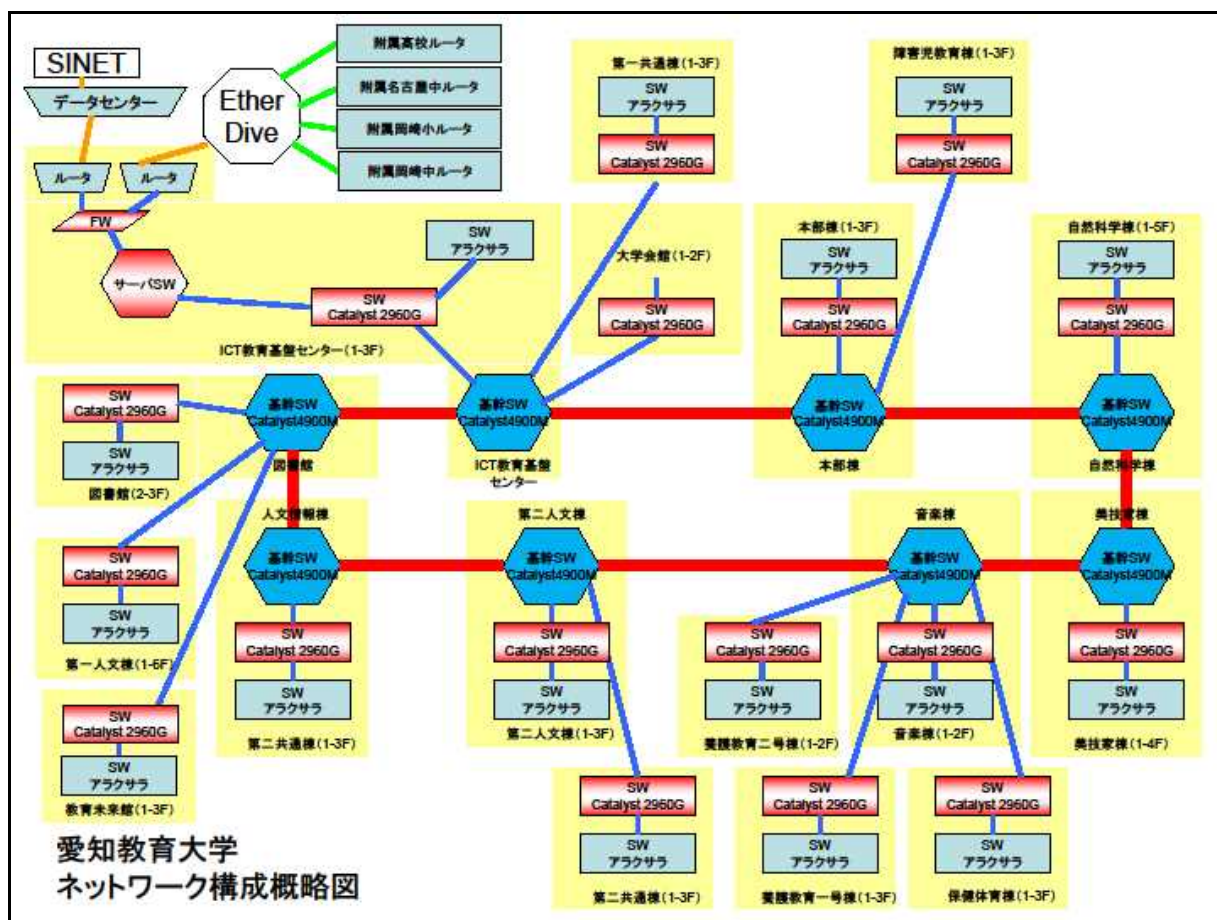 SINET
データセンター
ルータ
ルータ
FW
サーバSW
Ether
Dive
附属高校ルータ
附属名古屋中ルータ
附属岡崎小ルータ
附属岡崎中ルータ
SW
アラクサラ
SW
Catalyst 2960G
ICT教育基盤センター(1-3F)
第一共通棟(1-3F)
SW
アラクサラ
SW
Catalyst 2960G
大学会館(1-2F)
SW
Catalyst 2960G
障害児教育棟(1-3F)
SW
アラクサラ
SW
Catalyst 2960G
本部棟(1-3F)
SW
アラクサラ
SW
Catalyst 2960G
自然科学棟(1-5F)
SW
アラクサラ
SW
Catalyst 2960G
基幹SW
Catalyst4900M
図書館
基幹SW
Catalyst4900M
ICT教育基盤
センター
基幹SW
Catalyst4900M
本部棟
基幹SW
Catalyst4900M
自然科学棟
SW
Catalyst 2960G
SW
アラクサラ
図書館(2-3F)
SW
Catalyst 2960G
SW
アラクサラ
第一人文棟(1-6F)
SW
Catalyst 2960G
SW
アラクサラ
教育未来館(1-3F)
人文情報棟
基幹SW
Catalyst4900M
SW
Catalyst 2960G
SW
アラクサラ
第二共通棟(1-3F)
第二人文棟
基幹SW
Catalyst4900M
SW
Catalyst 2960G
SW
アラクサラ
第二人文棟(1-3F)
SW
Catalyst 2960G
SW
アラクサラ
第二共通棟(1-3F)
音楽棟
基幹SW
Catalyst4900M
SW
Catalyst 2960G
SW
アラクサラ
養護教育二号棟(1-2F)
SW
Catalyst 2960G
SW
アラクサラ
音楽棟(1-2F)
SW
Catalyst 2960G
SW
アラクサラ
養護教育一号棟(1-3F)
SW
Catalyst 2960G
SW
アラクサラ
保健体育棟(1-3F)
美技家棟
基幹SW
Catalyst4900M
SW
Catalyst 2960G
SW
アラクサラ
美技家棟(1-4F)
愛知教育大学
ネットワーク構成概略図